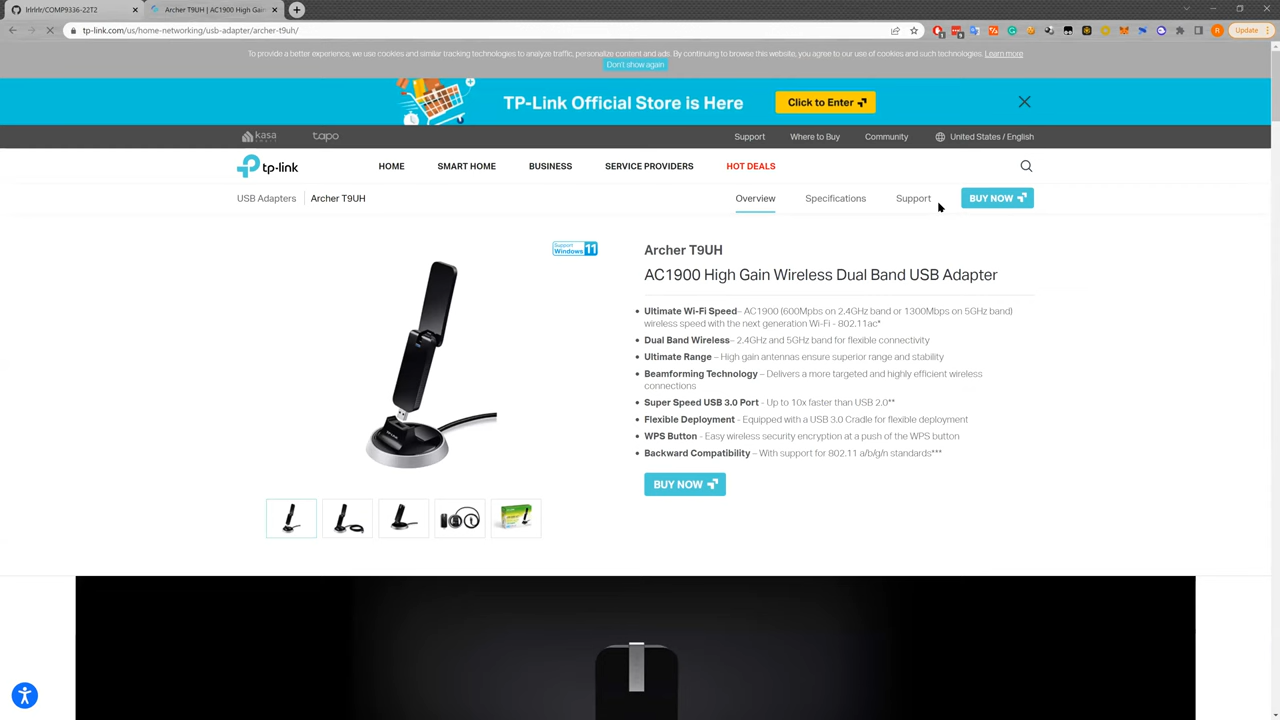 lrlrlrlr/COMP9336-22T2
Archer T9UH | AC1900 High Gain
tp-link.com/us/home-networking/usb-adapter/archer-t9uh/
Update
To provide a better experience, we use cookies and similar tracking technologies to analyze traffic, personalize content and ads. By continuing to browse this website, you agree to our use of cookies and such technologies. Learn more
Don't show again
TP-Link Official Store is Here
Click to Enter
kasa
tapo
Support
Where to Buy
Community
United States / English
tp-link
HOME
SMART HOME
BUSINESS
SERVICE PROVIDERS
HOT DEALS
USB Adapters
Archer T9UH
Overview
Specifications
Support
BUY NOW
Support
Windows 11
Archer T9UH
AC1900 High Gain Wireless Dual Band USB Adapter
Ultimate Wi-Fi Speed– AC1900 (600Mpbs on 2.4GHz band or 1300Mbps on 5GHz band)
wireless speed with the next generation Wi-Fi - 802.11ac*
Dual Band Wireless– 2.4GHz and 5GHz band for flexible connectivity
Ultimate Range – High gain antennas ensure superior range and stability
Beamforming Technology – Delivers a more targeted and highly efficient wireless
connections
Super Speed USB 3.0 Port - Up to 10x faster than USB 2.0**
Flexible Deployment - Equipped with a USB 3.0 Cradle for flexible deployment
WPS Button - Easy wireless security encryption at a push of the WPS button
Backward Compatibility – With support for 802.11 a/b/g/n standards***
BUY NOW